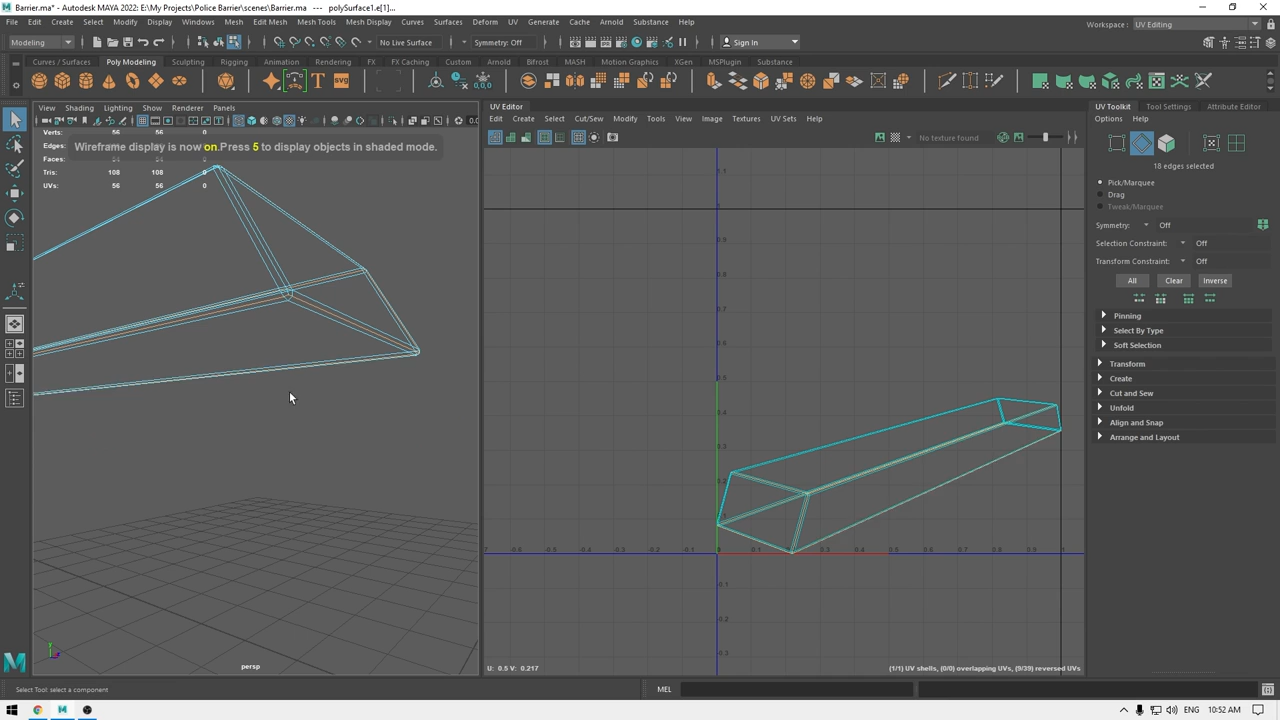 Barrier.ma* - Autodesk MAYA 2022: E:\My Projects\Police Barrier\scenes\Barrier.ma --- polySurface1.e[1]...
File Edit Create Select Modify Display Windows Mesh Edit Mesh Mesh Tools Mesh Display Curves Surfaces Deform UV Generate Cache Arnold Substance Help
Workspace : UV Editing
Modeling No Live Surface Symmetry: Off Sign In
Curves / Surfaces Poly Modeling Sculpting Rigging Animation Rendering FX FX Caching Custom Arnold Bifrost MASH Motion Graphics XGen MSPlugin Substance
View Shading Lighting Show Renderer Panels
0.0
Verts: 56 56 0
Edges:
Faces:
Tris: 108 108 0
UVs: 56 56 0
Wireframe display is now on.Press 5 to display objects in shaded mode.
persp
UV Editor
Edit Create Select Cut/Sew Modify Tools View Image Textures UV Sets Help
No texture found
U: 0.5 V: 0.217
(1/1) UV shells, (0/0) overlapping UVs, (9/39) reversed UVs
UV Toolkit Tool Settings Attribute Editor
Options Help
18 edges selected
Pick/Marquee
Drag
Tweak/Marquee
Symmetry: Off
Selection Constraint: Off
Transform Constraint: Off
All Clear Inverse
Pinning
Select By Type
Soft Selection
Transform
Create
Cut and Sew
Unfold
Align and Snap
Arrange and Layout
Select Tool: select a component
MEL
ENG 10:52 AM